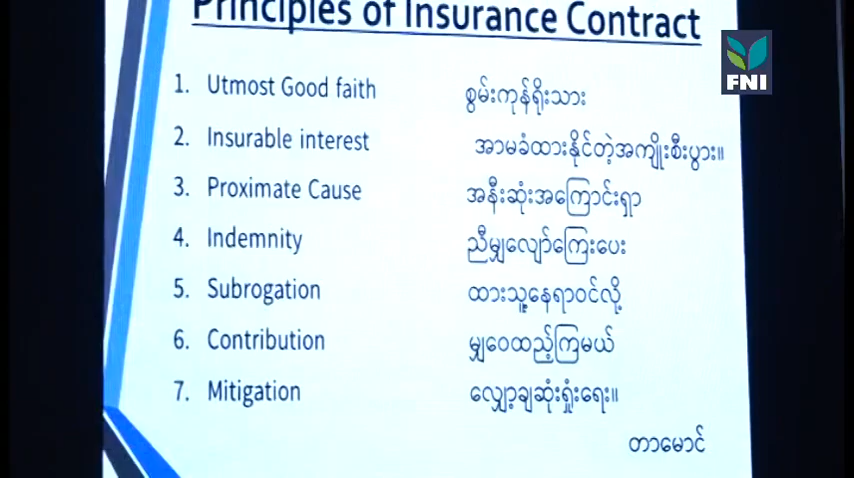 Principles of Insurance Contract
FNI
1. Utmost Good faith စွမ်းကုန်ရိုးသား
2. Insurable interest အာမခံထားနိုင်တဲ့အကျိုးစီးပွား။
3. Proximate Cause အနီးဆုံးအကြောင်းရှာ
4. Indemnity ညီမျှလျော်ကြေးပေး
5. Subrogation ထားသူ့နေရာဝင်လို့
6. Contribution မျှဝေထည့်ကြမယ်
7. Mitigation လျှော့ချဆုံးရှုံးရေး။
တာမောင်